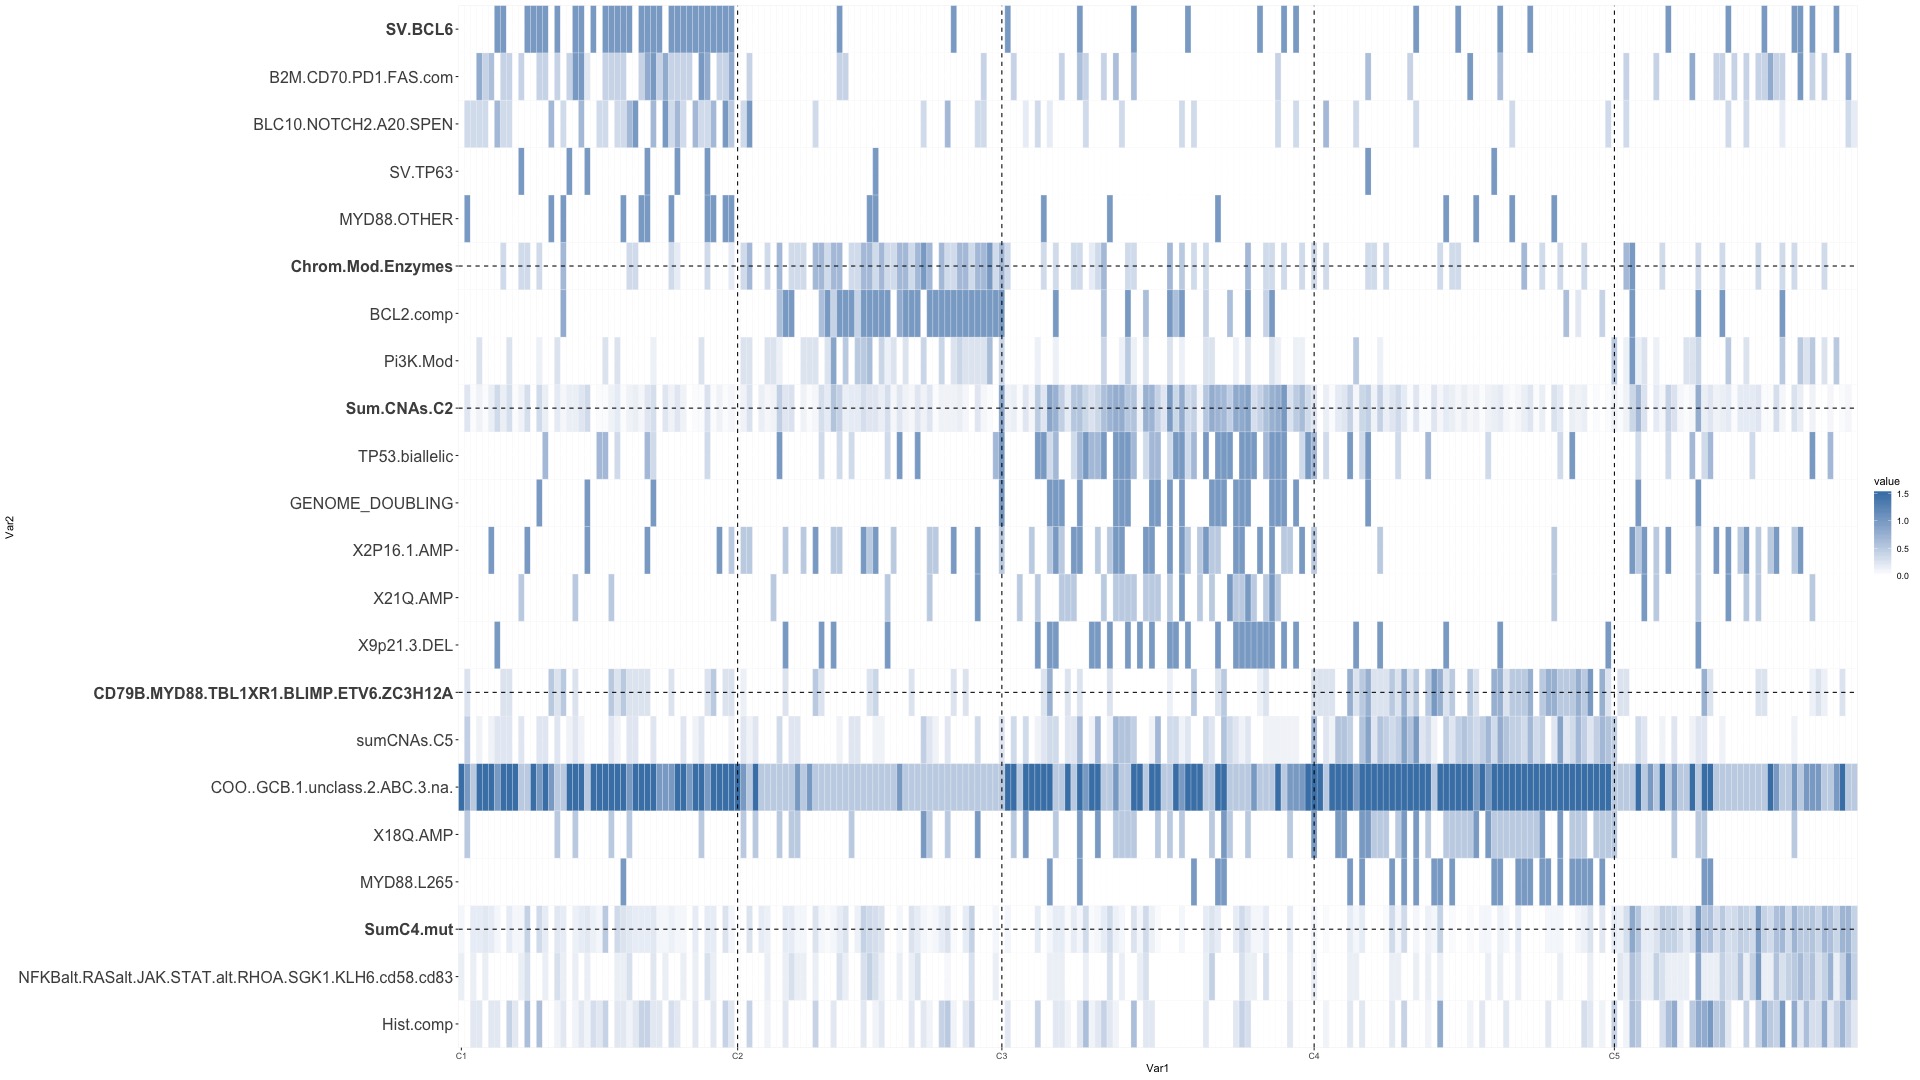 SV.BCL6
B2M.CD70.PD1.FAS.com
BLC10.NOTCH2.A20.SPEN
SV.TP63
MYD88.OTHER
Chrom.Mod.Enzymes
BCL2.comp
Pi3K.Mod
Sum.CNAs.C2
TP53.biallelic
GENOME_DOUBLING
X2P16.1.AMP
X21Q.AMP
X9p21.3.DEL
CD79B.MYD88.TBL1XR1.BLIMP.ETV6.ZC3H12A
sumCNAs.C5
COO..GCB.1.unclass.2.ABC.3.na.
X18Q.AMP
MYD88.L265
SumC4.mut
NFKBalt.RASalt.JAK.STAT.alt.RHOA.SGK1.KLH6.cd58.cd83
Hist.comp
Var2
C1 C2 C3 C4 C5
Var1
value
1.5
1.0
0.5
0.0